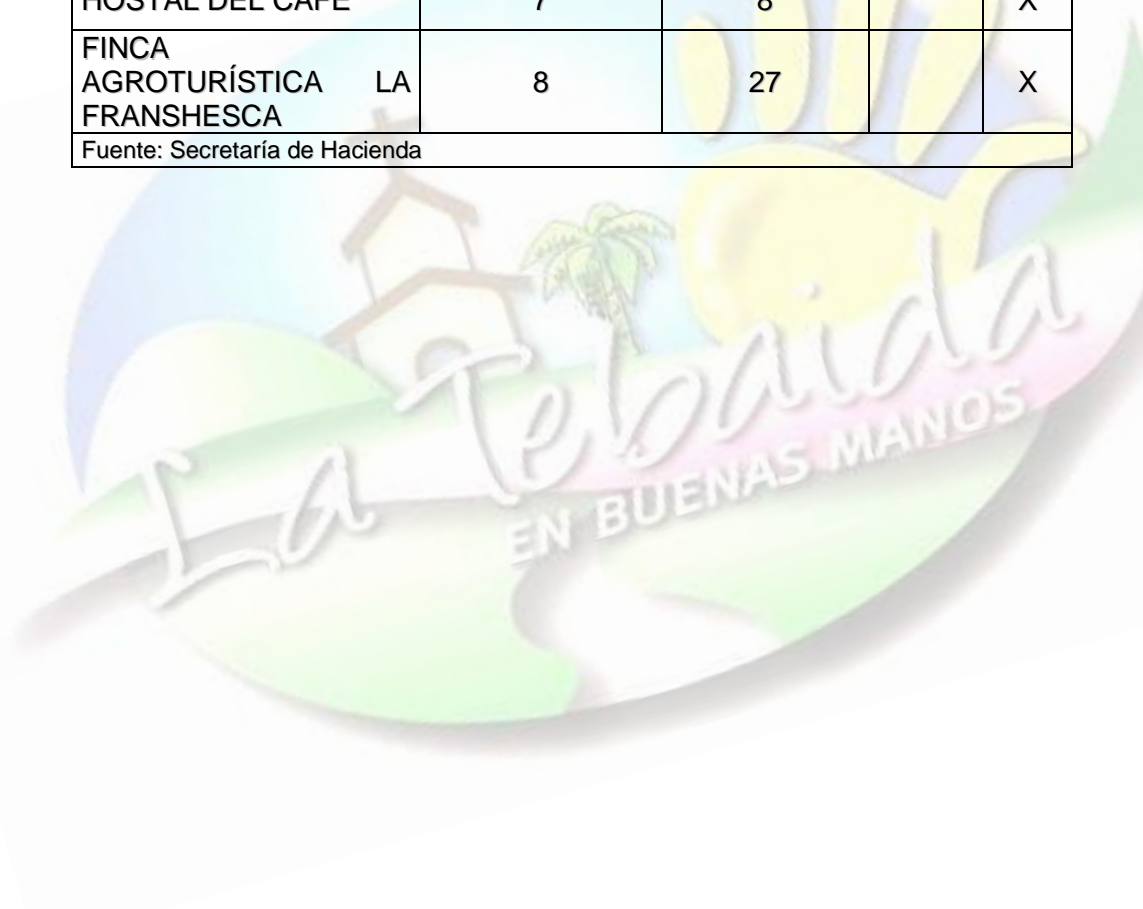 HOSTAL DEL CAFÉ 7 8 X
FINCA
AGROTURÍSTICA LA 8 27 X
FRANSHESCA
Fuente: Secretaría de Hacienda
La Tebaida
EN BUENAS MANOS